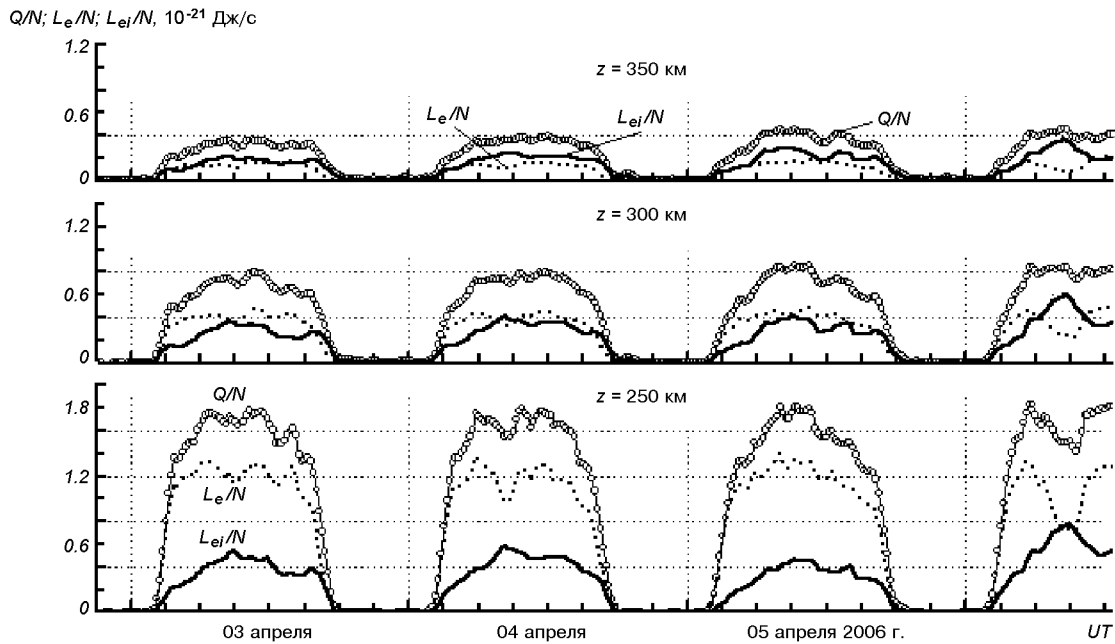 Q/N; Lₑ/N; Lₑᵢ/N, 10⁻²¹ Дж/с
1.2
z = 350 км
0.6
Lₑ/N
Lₑᵢ/N
Q/N
0
1.2
z = 300 км
0.6
0
1.8
Q/N
z = 250 км
1.2
Lₑ/N
0.6
Lₑᵢ/N
0
03 апреля
04 апреля
05 апреля 2006 г.
UT